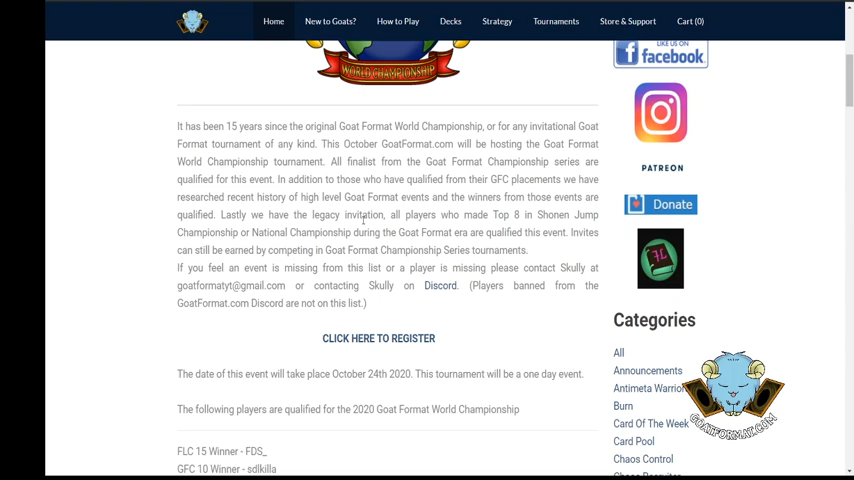 Home New to Goats? How to Play Decks Strategy Tournaments Store & Support Cart (0)
WORLD CHAMPIONSHIP
LIKE US ON
facebook
PATREON
Donate
It has been 15 years since the original Goat Format World Championship, or for any invitational Goat
Format tournament of any kind. This October GoatFormat.com will be hosting the Goat Format
World Championship tournament. All finalist from the Goat Format Championship series are
qualified for this event. In addition to those who have qualified from their GFC placements we have
researched recent history of high level Goat Format events and the winners from those events are
qualified. Lastly we have the legacy invitation, all players who made Top 8 in Shonen Jump
Championship or National Championship during the Goat Format era are qualified this event. Invites
can still be earned by competing in Goat Format Championship Series tournaments.
If you feel an event is missing from this list or a player is missing please contact Skully at
goatformatyt@gmail.com or contacting Skully on Discord. (Players banned from the
GoatFormat.com Discord are not on this list.)
CLICK HERE TO REGISTER
The date of this event will take place October 24th 2020. This tournament will be a one day event.
The following players are qualified for the 2020 Goat Format World Championship
FLC 15 Winner - FDS_
GFC 10 Winner - sdlkilla
Categories
All
Announcements
Antimeta Warrior
Burn
Card Of The Week
Card Pool
Chaos Control
GOATFORMAT.COM